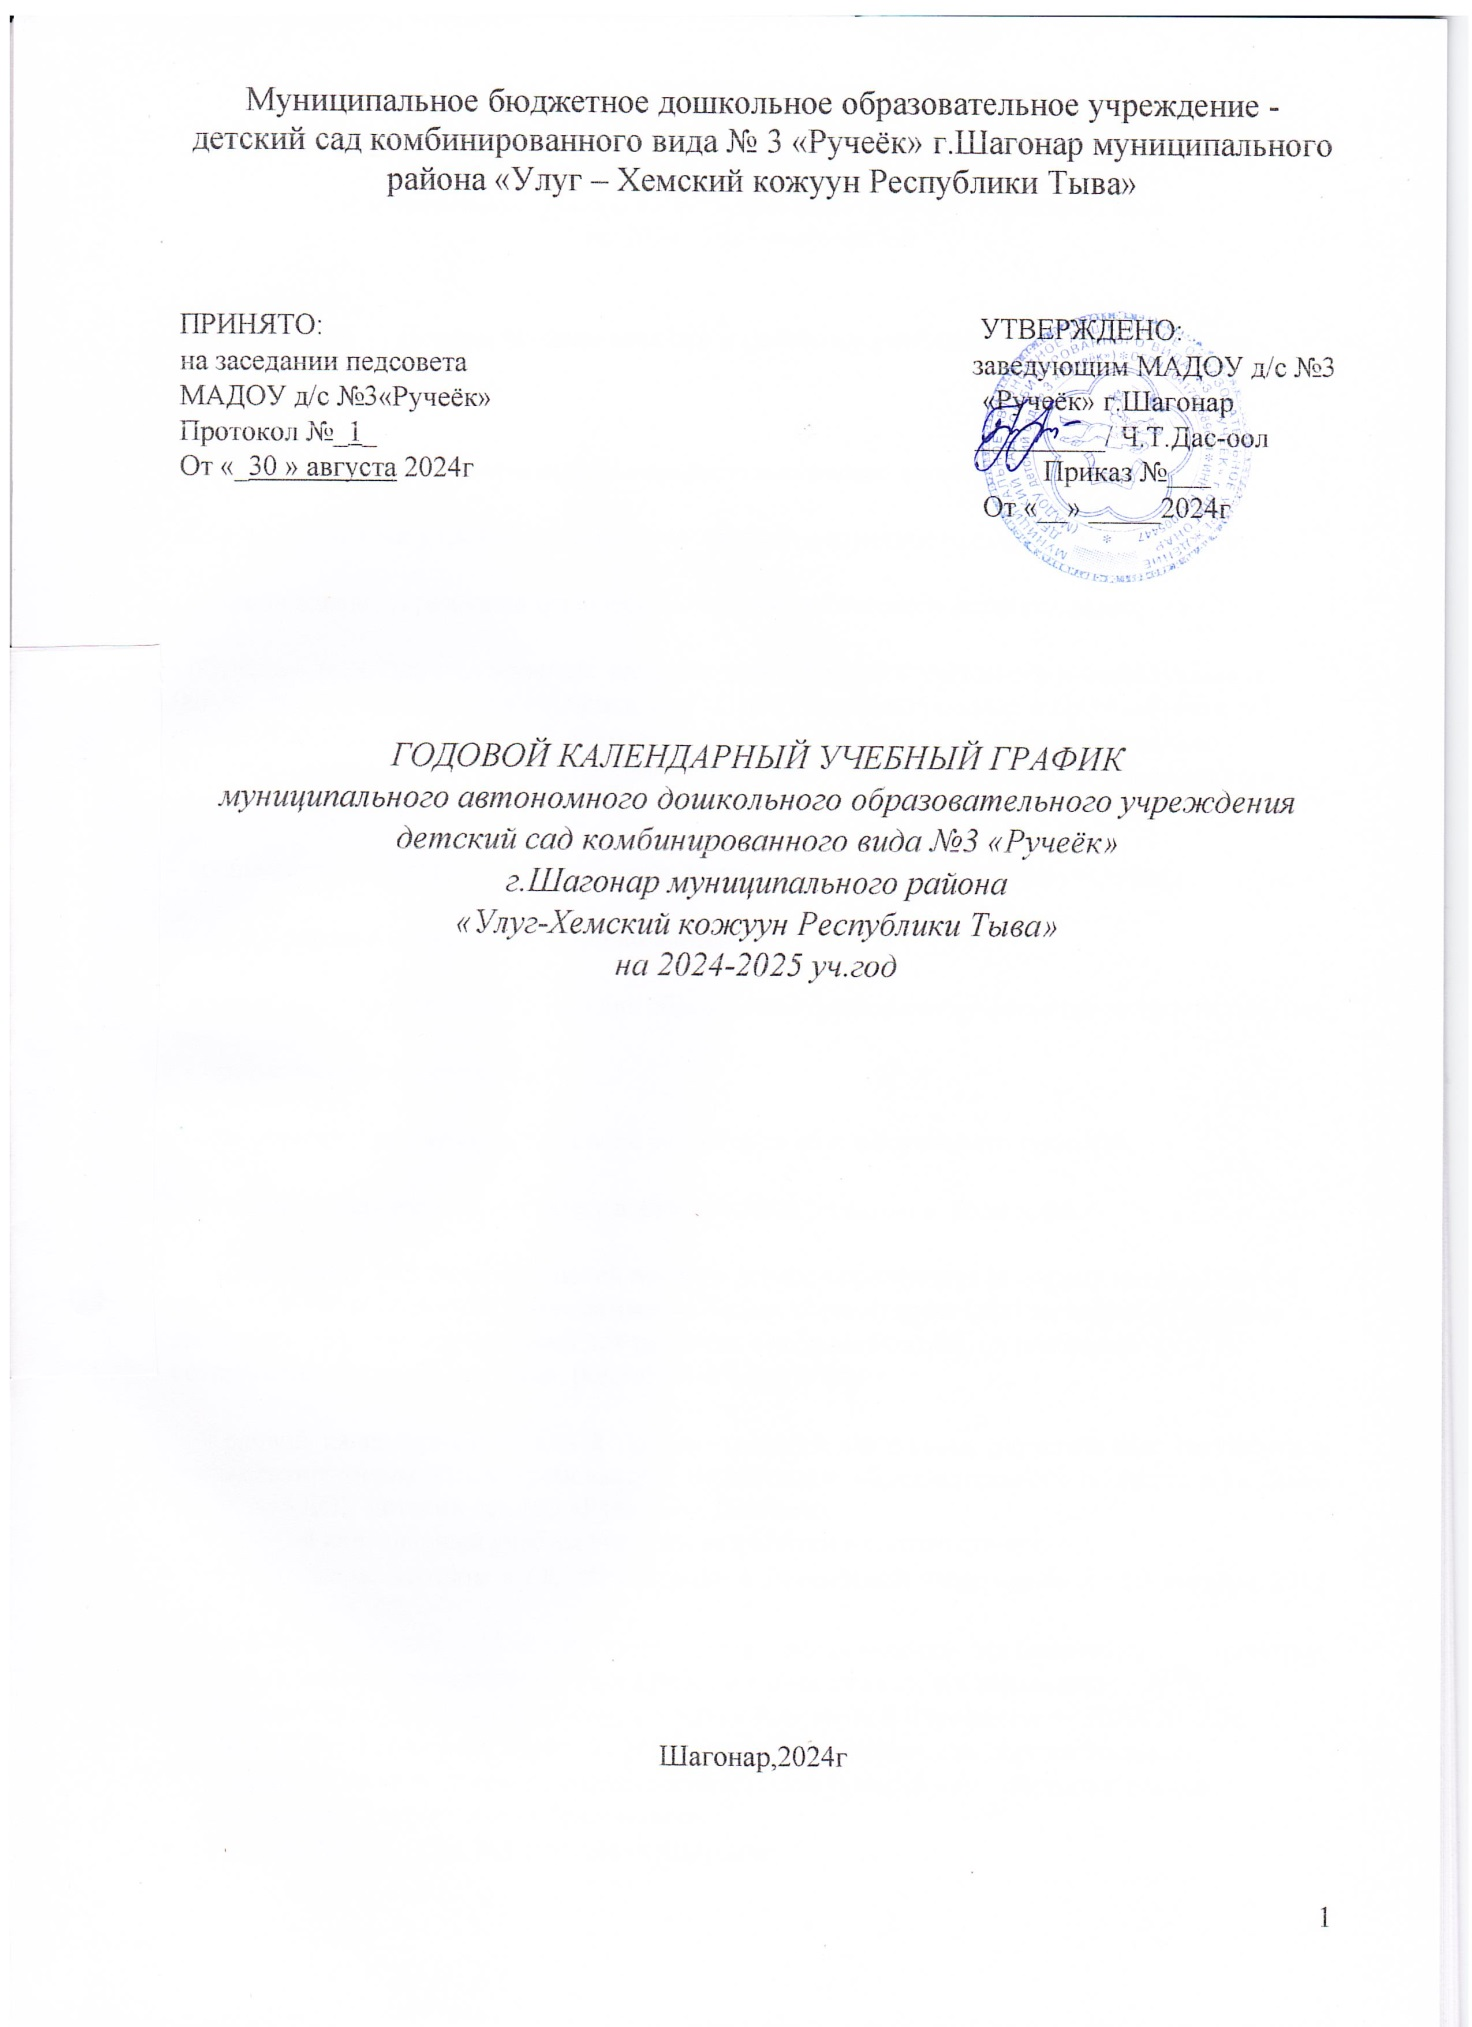 Муниципальное бюджетное дошкольное образовательное учреждение -
детский сад комбинированного вида № 3 «Ручеёк» г.Шагонар муниципального
района «Улуг – Хемский кожуун Республики Тыва»
ПРИНЯТО:
на заседании педсовета
МАДОУ д/с №3«Ручеёк»
Протокол №_1_
От «_30 » августа 2024г
УТВЕРЖДЕНО:
заведующим МАДОУ д/с №3
«Ручеёк» г.Шагонар
_________/ Ч.Т.Дас-оол
Приказ №___
От «__» _____2024г
ГОДОВОЙ КАЛЕНДАРНЫЙ УЧЕБНЫЙ ГРАФИК
муниципального автономного дошкольного образовательного учреждения
детский сад комбинированного вида №3 «Ручеёк»
г.Шагонар муниципального района
«Улуг-Хемский кожуун Республики Тыва»
на 2024-2025 уч.год
Шагонар,2024г
1